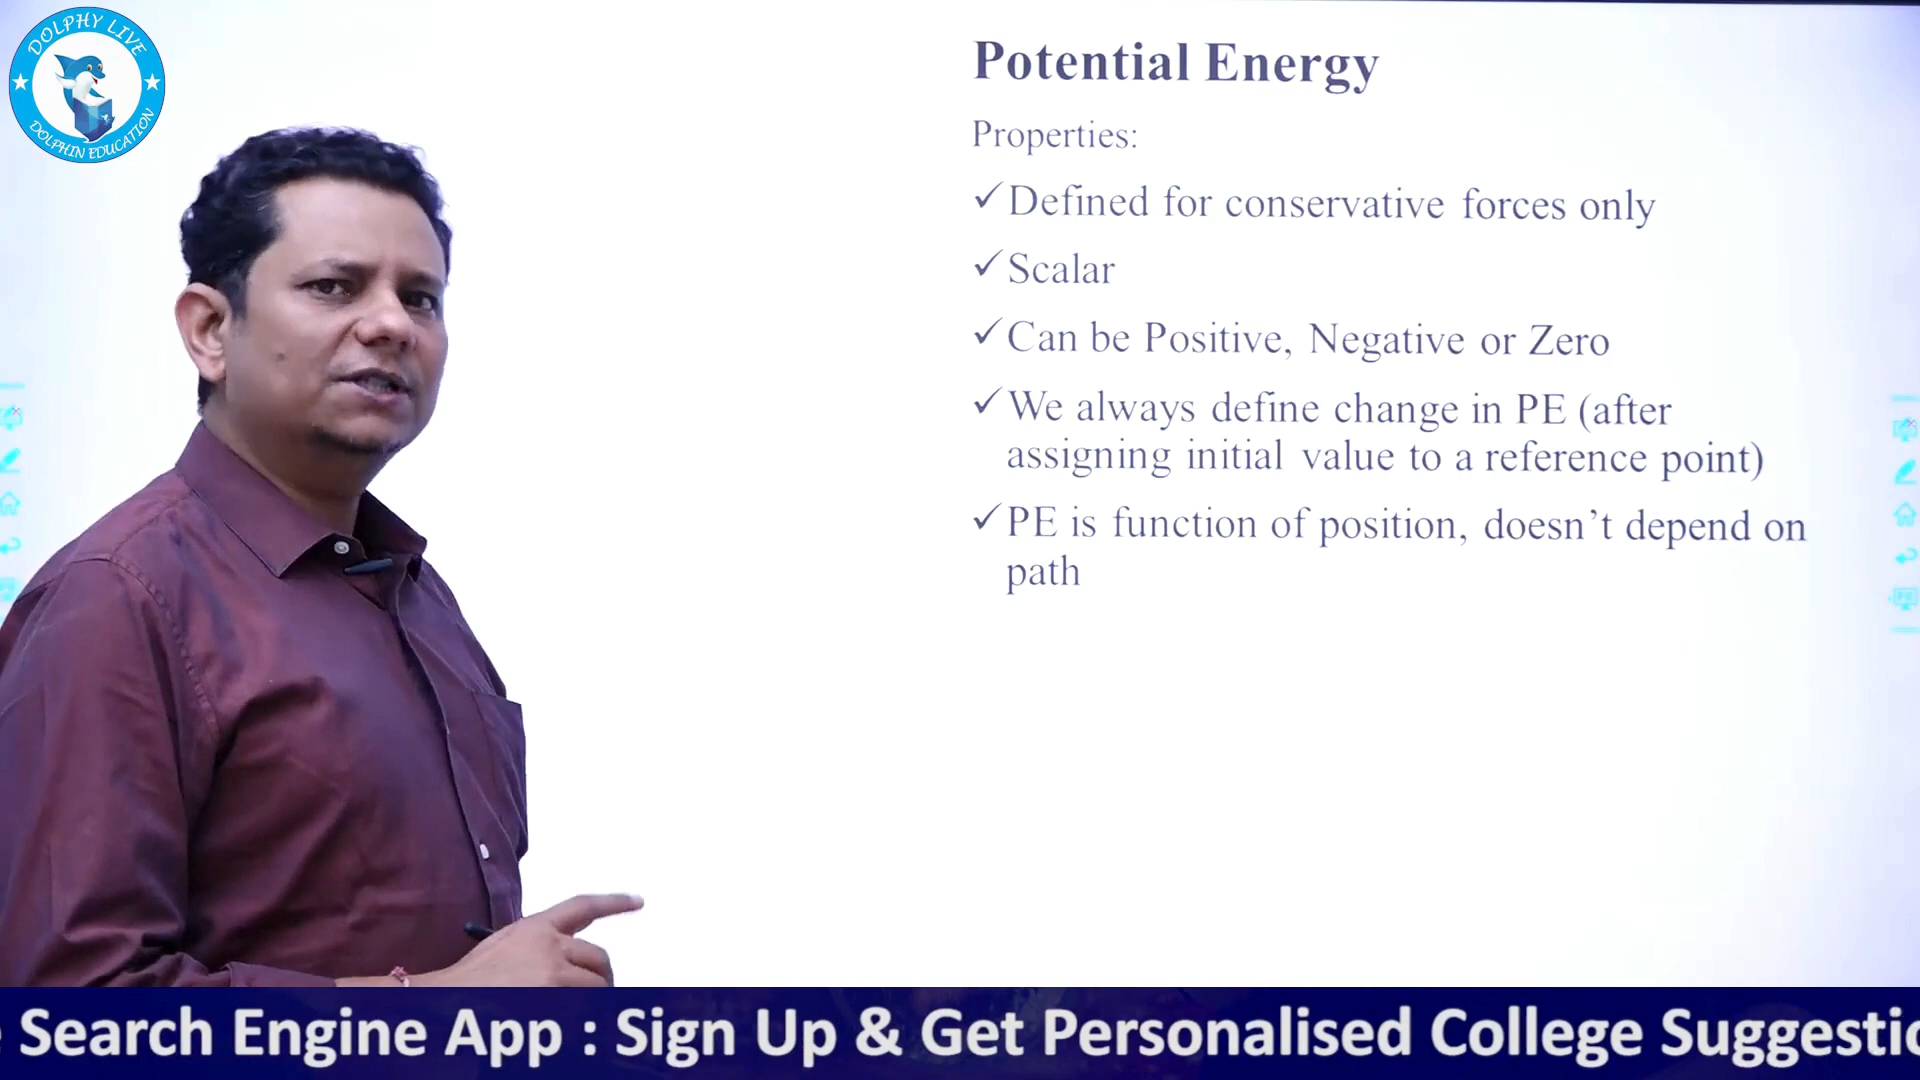 DOLPHY LIVE
DOLPHIN EDUCATION
Potential Energy
Properties:
✓Defined for conservative forces only
✓Scalar
✓Can be Positive, Negative or Zero
✓We always define change in PE (after
assigning initial value to a reference point)
✓PE is function of position, doesn’t depend on
path
Search Engine App : Sign Up & Get Personalised College